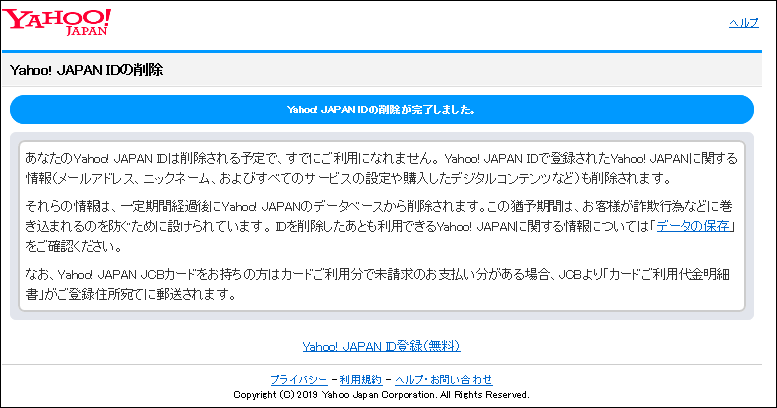 YAHOO!
JAPAN
ヘルプ
Yahoo! JAPAN IDの削除
Yahoo! JAPAN IDの削除が完了しました。
あなたのYahoo! JAPAN IDは削除される予定で、すでにご利用になれません。 Yahoo! JAPAN IDで登録されたYahoo! JAPANに関する
情報（メールアドレス、ニックネーム、およびすべてのサービスの設定や購入したデジタルコンテンツなど）も削除されます。
それらの情報は、一定期間経過後にYahoo! JAPANのデータベースから削除されます。この猶予期間は、お客様が詐欺行為などに巻
き込まれるのを防ぐために設けられています。 IDを削除したあとも利用できるYahoo! JAPANに関する情報については「データの保存」
をご確認ください。
なお、Yahoo! JAPAN JCBカードをお持ちの方はカードご利用分で未請求のお支払い分がある場合、JCBより「カードご利用代金明細
書」がご登録住所宛てに郵送されます。
Yahoo! JAPAN ID登録（無料）
プライバシー - 利用規約 - ヘルプ・お問い合わせ
Copyright (C) 2019 Yahoo Japan Corporation. All Rights Reserved.